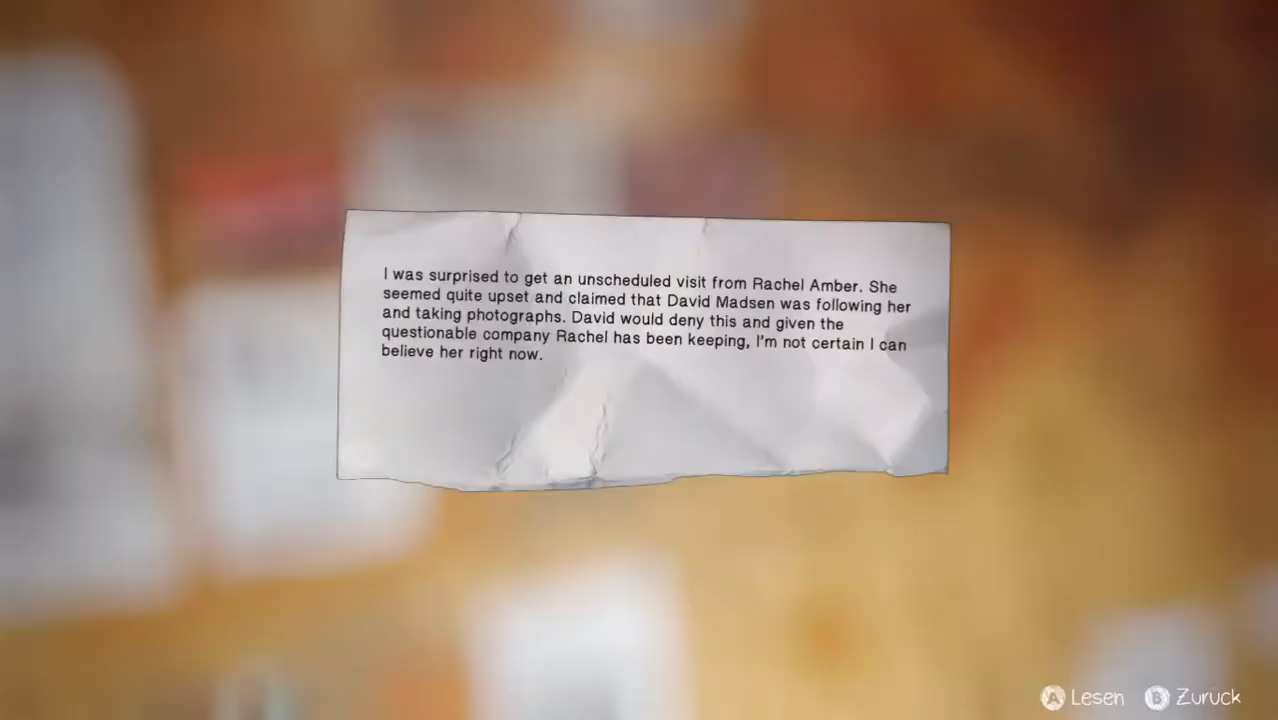 I was surprised to get an unscheduled visit from Rachel Amber. She
seemed quite upset and claimed that David Madsen was following her
and taking photographs. David would deny this and given the
questionable company Rachel has been keeping, I'm not certain I can
believe her right now.
A Lesen B Zurück